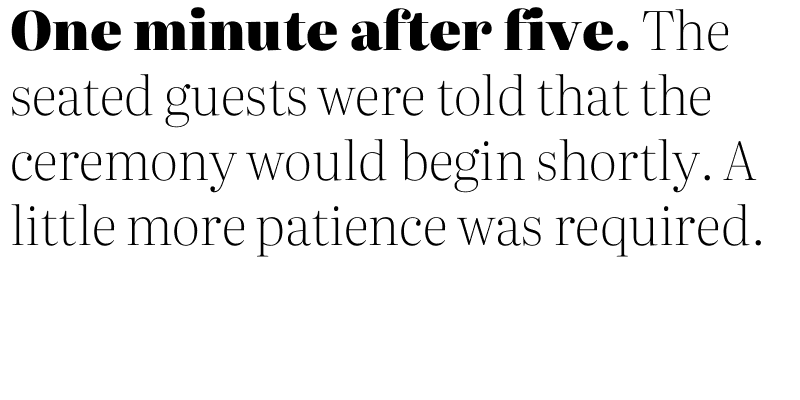 One minute after five. The
seated guests were told that the
ceremony would begin shortly. A
little more patience was required.